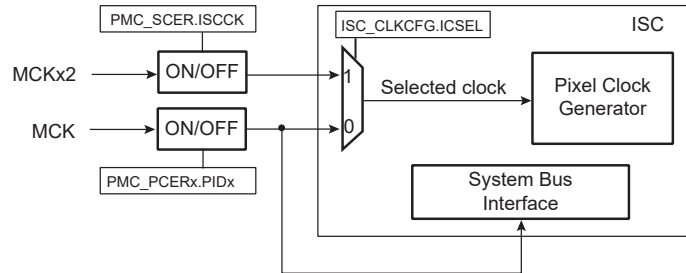 PMC_SCER.ISCCK
ISC_CLKCFG.ICSEL
ISC
MCKx2
ON/OFF
1
Selected clock
Pixel Clock
Generator
MCK
ON/OFF
0
PMC_PCERx.PIDx
System Bus
Interface